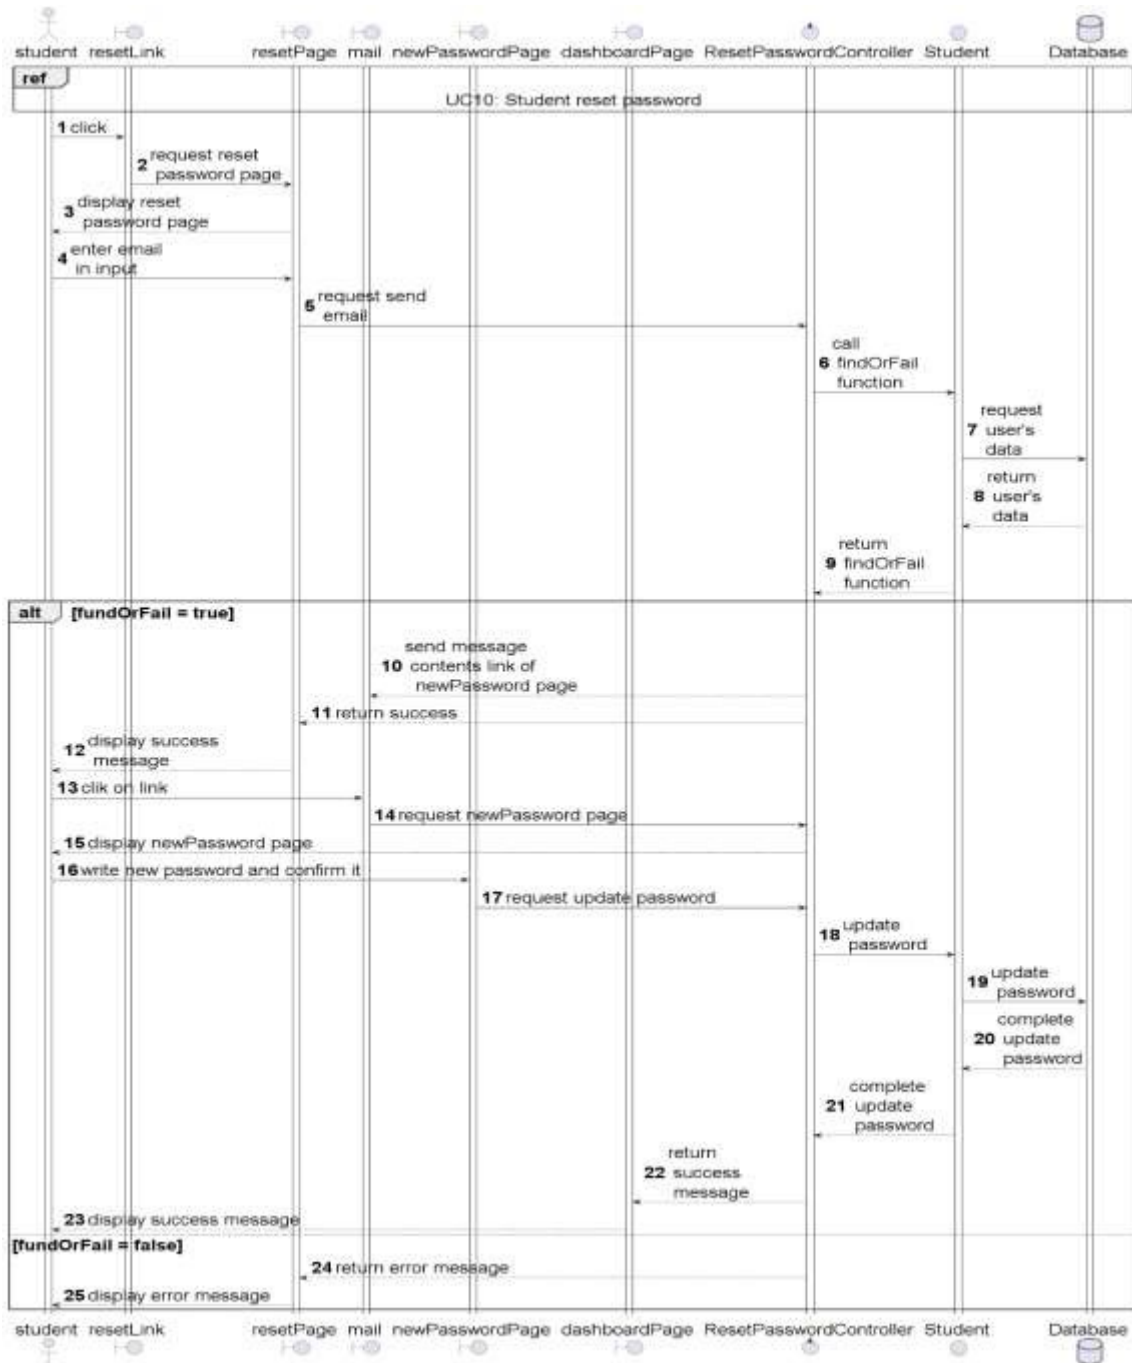 student resetLink resetPage mail newPasswordPage dashboardPage ResetPasswordController Student Database
ref
UC10: Student reset password
1 click
2 request reset
password page
3 display reset
password page
4 enter email
in input
5 request send
email
call
6 findOrFail
function
request
7 user's
data
return
8 user's
data
return
9 findOrFail
function
alt [fundOrFail = true]
send message
10 contents link of
newPassword page
11 return success
12 display success
message
13 clik on link
14 request newPassword page
15 display newPassword page
16 write new password and confirm it
17 request update password
18 update
password
19 update
password
complete
20 update
password
complete
21 update
password
return
22 success
message
23 display success message
[fundOrFail = false]
24 return error message
25 display error message
student resetLink resetPage mail newPasswordPage dashboardPage ResetPasswordController Student Database